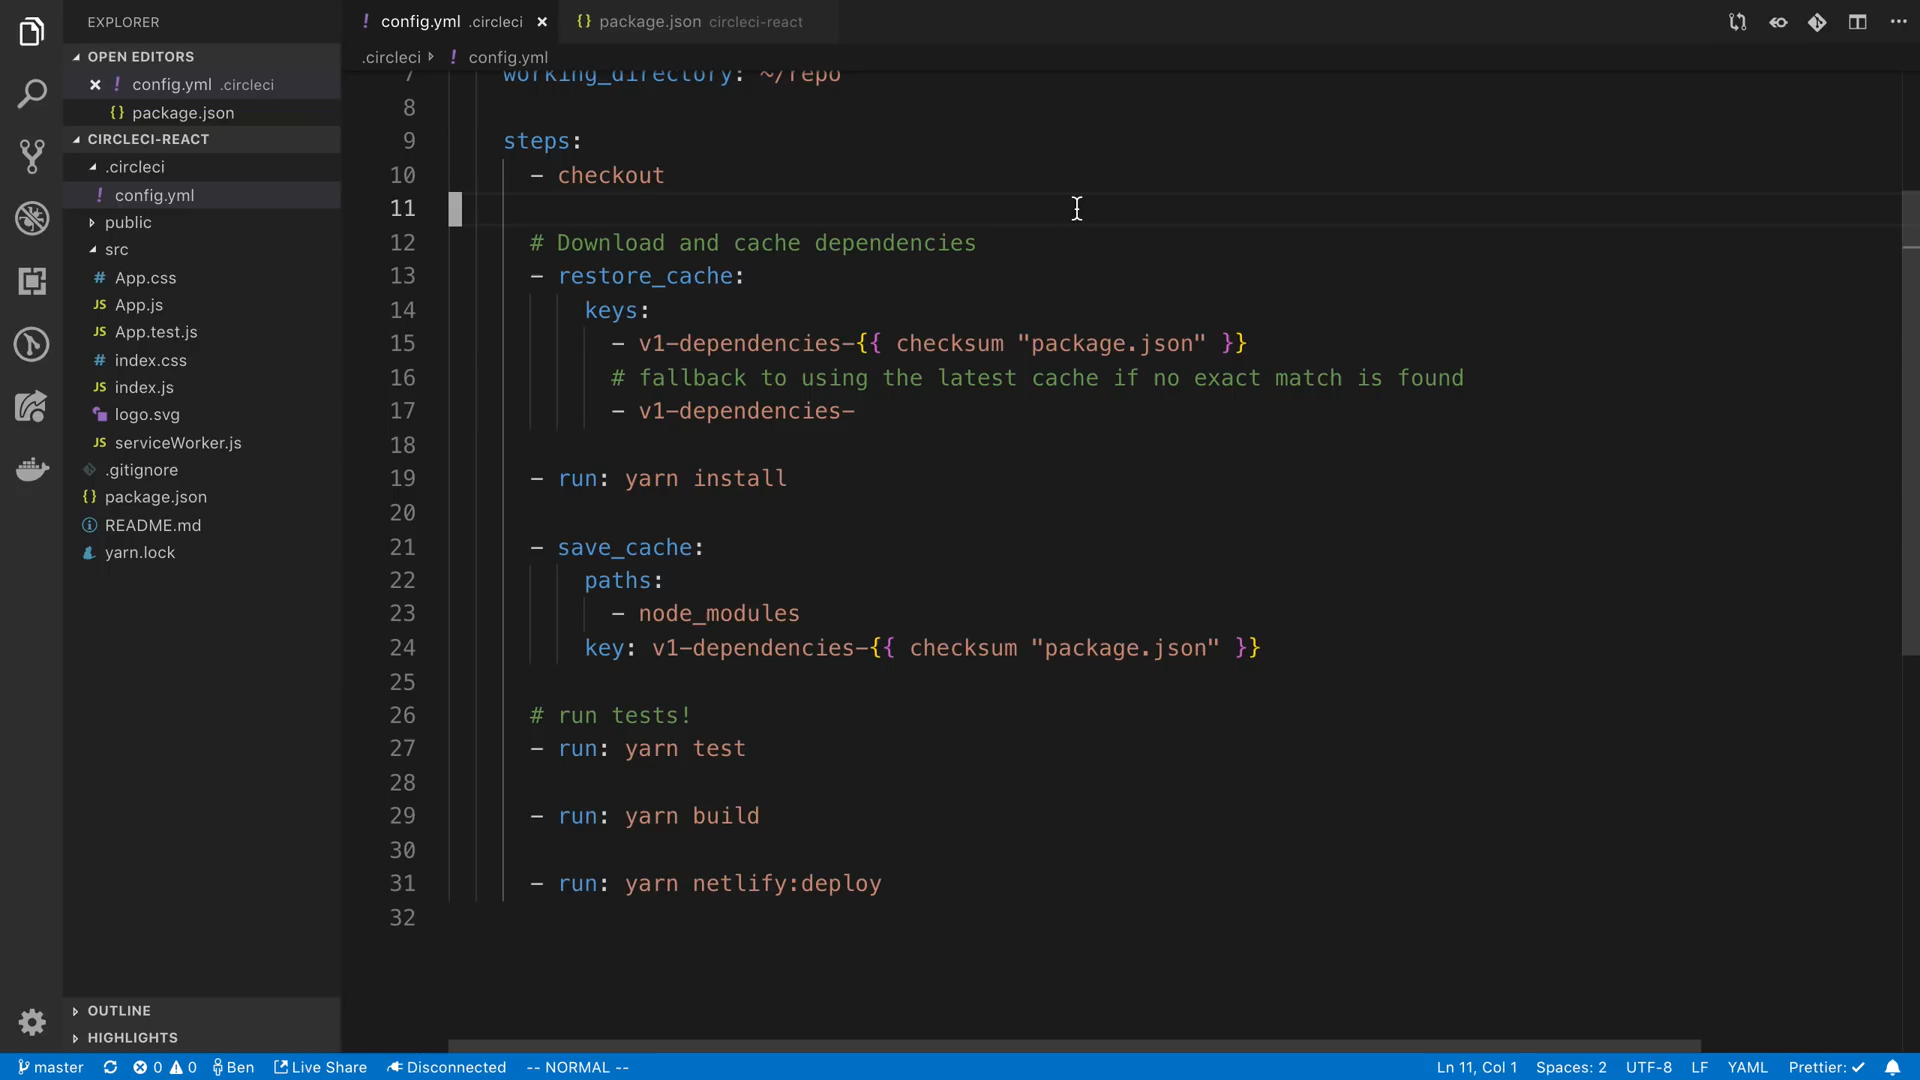 EXPLORER
OPEN EDITORS
config.yml .circleci
package.json
CIRCLECI-REACT
.circleci
config.yml
public
src
App.css
App.js
App.test.js
index.css
index.js
logo.svg
serviceWorker.js
.gitignore
package.json
README.md
yarn.lock
OUTLINE
HIGHLIGHTS
config.yml .circleci
package.json circleci-react
.circleci config.yml
7 working_directory: ~/repo
8
9 steps:
10 - checkout
11
12 # Download and cache dependencies
13 - restore_cache:
14 keys:
15 - v1-dependencies-{{ checksum "package.json" }}
16 # fallback to using the latest cache if no exact match is found
17 - v1-dependencies-
18
19 - run: yarn install
20
21 - save_cache:
22 paths:
23 - node_modules
24 key: v1-dependencies-{{ checksum "package.json" }}
25
26 # run tests!
27 - run: yarn test
28
29 - run: yarn build
30
31 - run: yarn netlify:deploy
32
master 0 0 Ben Live Share Disconnected -- NORMAL -- Ln 11, Col 1 Spaces: 2 UTF-8 LF YAML Prettier: ✓